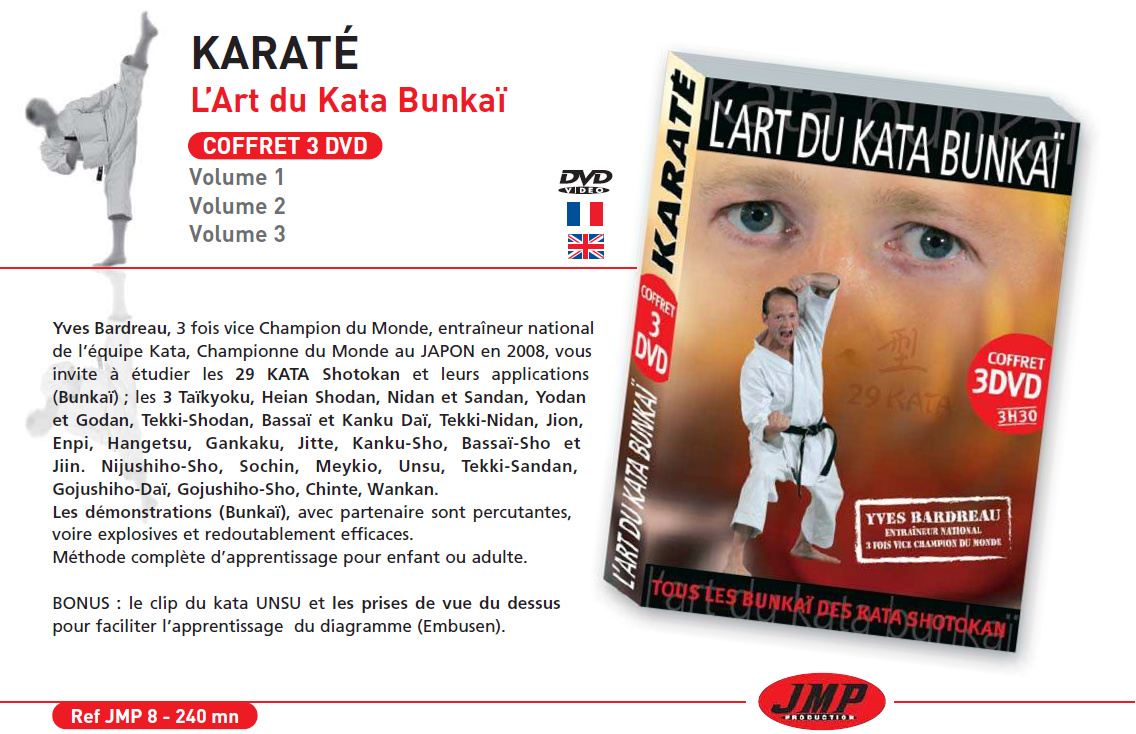 KARATÉ
L'Art du Kata Bunkaï
COFFRET 3 DVD
Volume 1
Volume 2
Volume 3
DVD
VIDEO
Yves Bardreau, 3 fois vice Champion du Monde, entraîneur national
de l'équipe Kata, Championne du Monde au JAPON en 2008, vous
invite à étudier les 29 KATA Shotokan et leurs applications
(Bunkaï) ; les 3 Taïkyoku, Heian Shodan, Nidan et Sandan, Yodan
et Godan, Tekki-Shodan, Bassaï et Kanku Daï, Tekki-Nidan, Jion,
Enpi, Hangetsu, Gankaku, Jitte, Kanku-Sho, Bassaï-Sho et
Jiin. Nijushiho-Sho, Sochin, Meykio, Unsu, Tekki-Sandan,
Gojushiho-Daï, Gojushiho-Sho, Chinte, Wankan.
Les démonstrations (Bunkaï), avec partenaire sont percutantes,
voire explosives et redoutablement efficaces.
Méthode complète d'apprentissage pour enfant ou adulte.
BONUS : le clip du kata UNSU et les prises de vue du dessus
pour faciliter l'apprentissage du diagramme (Embusen).
Ref JMP 8 - 240 mn
KARATÉ
COFFRET
3
DVD
L'ART DU KATA BUNKAÏ
kata bunkaï
L'ART DU KATA BUNKAÏ
型
29 KATA
COFFRET
3DVD
3H30
YVES BARDREAU
ENTRAÎNEUR NATIONAL
3 FOIS VICE CHAMPION DU MONDE
TOUS LES BUNKAÏ DES KATA SHOTOKAN
l'art du kata bunkaï
JMP
PRODUCTION